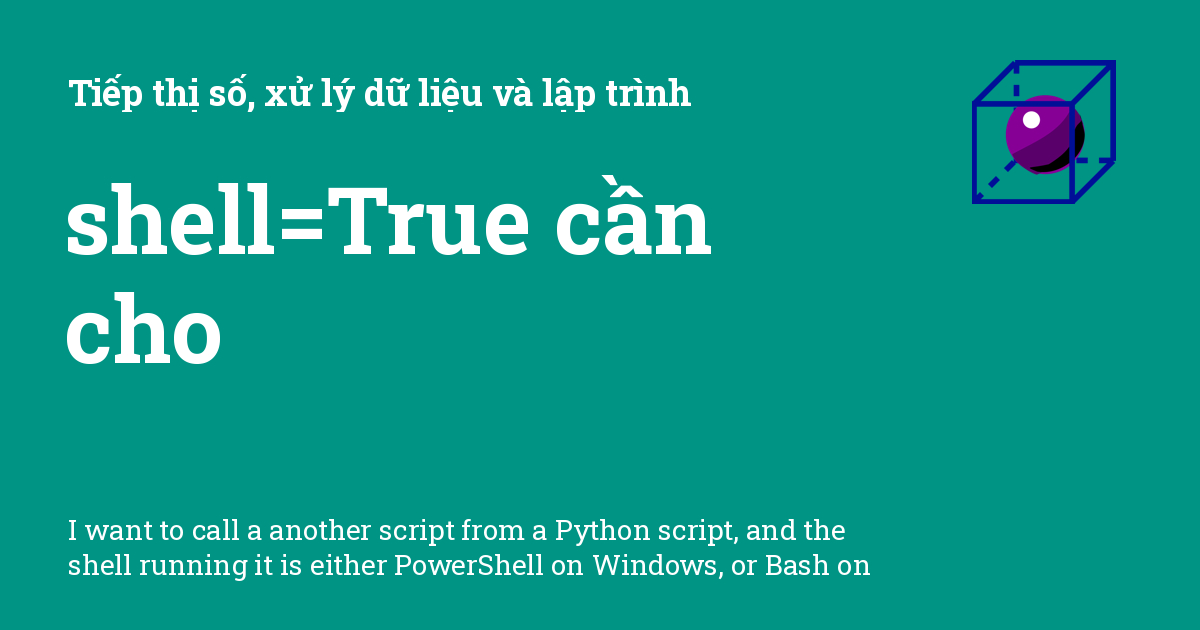 Tiếp thị số, xử lý dữ liệu và lập trình
shell=True cần
cho
I want to call a another script from a Python script, and the
shell running it is either PowerShell on Windows, or Bash on